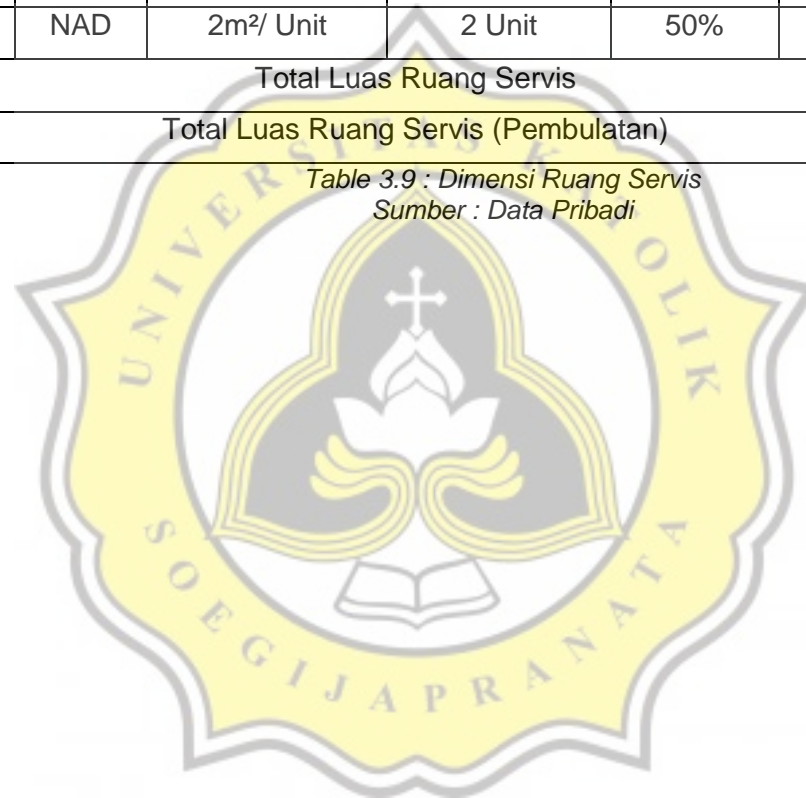 NAD 2m²/ Unit 2 Unit 50%
Total Luas Ruang Servis
Total Luas Ruang Servis (Pembulatan)
Table 3.9 : Dimensi Ruang Servis
Sumber : Data Pribadi
UNIVERSITAS KATOLIK
SOEGIJAPRANATA